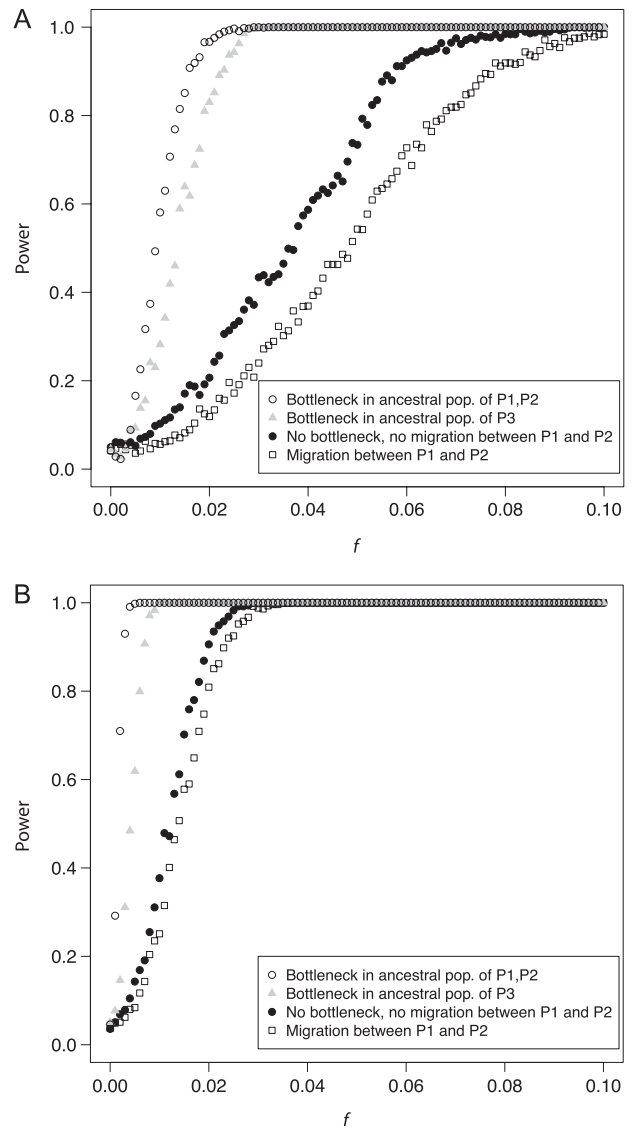 A
1.0
0.8
0.6
0.4
0.2
0.0
Power
Bottleneck in ancestral pop. of P1,P2
Bottleneck in ancestral pop. of P3
No bottleneck, no migration between P1 and P2
Migration between P1 and P2
0.00 0.02 0.04 0.06 0.08 0.10
f
B
1.0
0.8
0.6
0.4
0.2
0.0
Power
Bottleneck in ancestral pop. of P1,P2
Bottleneck in ancestral pop. of P3
No bottleneck, no migration between P1 and P2
Migration between P1 and P2
0.00 0.02 0.04 0.06 0.08 0.10
f